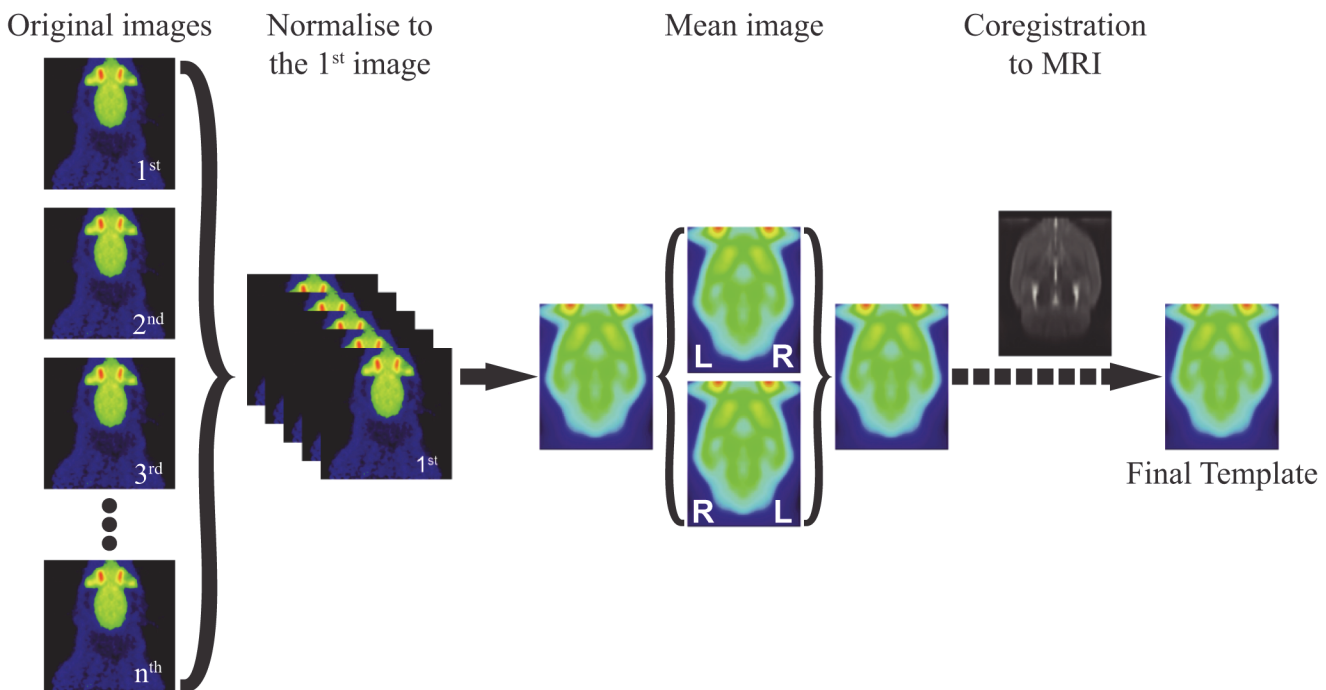 Original images
Normalise to
the 1st image
Mean image
Coregistration
to MRI
1st
2nd
3rd
nth
1st
L R
R L
Final Template